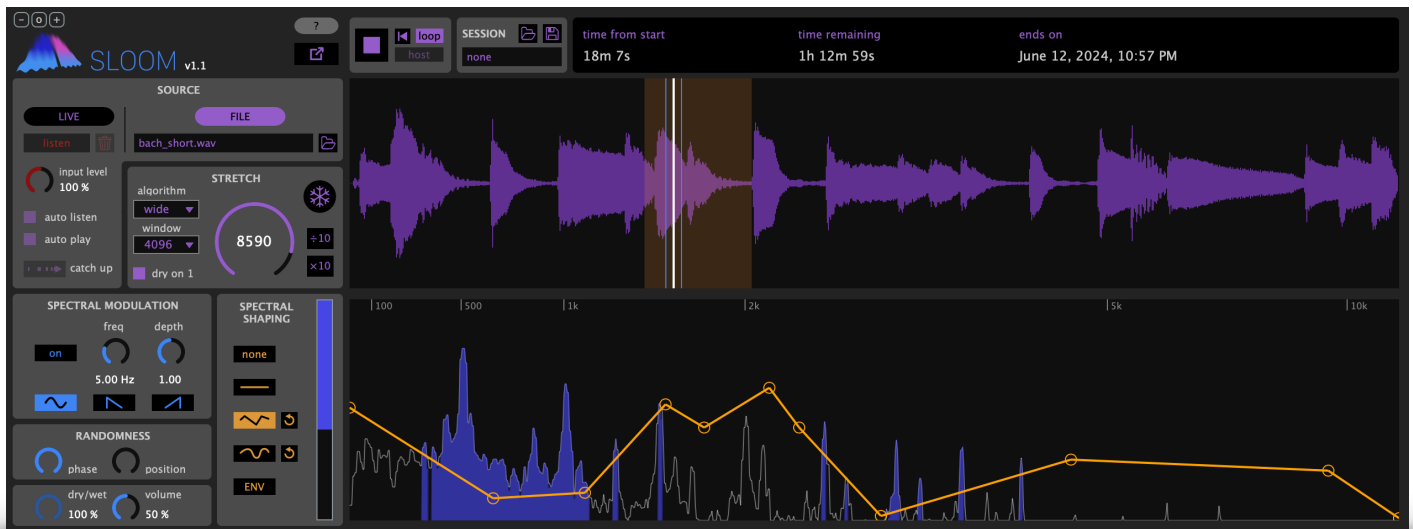 - o +
?
SLOOM v1.1
loop
host
SESSION
none
time from start
time remaining
ends on
18m 7s
1h 12m 59s
June 12, 2024, 10:57 PM
SOURCE
LIVE
FILE
listen
bach_short.wav
input level
100 %
auto listen
auto play
catch up
STRETCH
algorithm
wide
window
4096
8590
÷10
×10
dry on 1
SPECTRAL MODULATION
freq
depth
on
5.00 Hz
1.00
RANDOMNESS
phase
position
dry/wet
100 %
volume
50 %
SPECTRAL
SHAPING
none
ENV
100
500
1k
2k
5k
10k